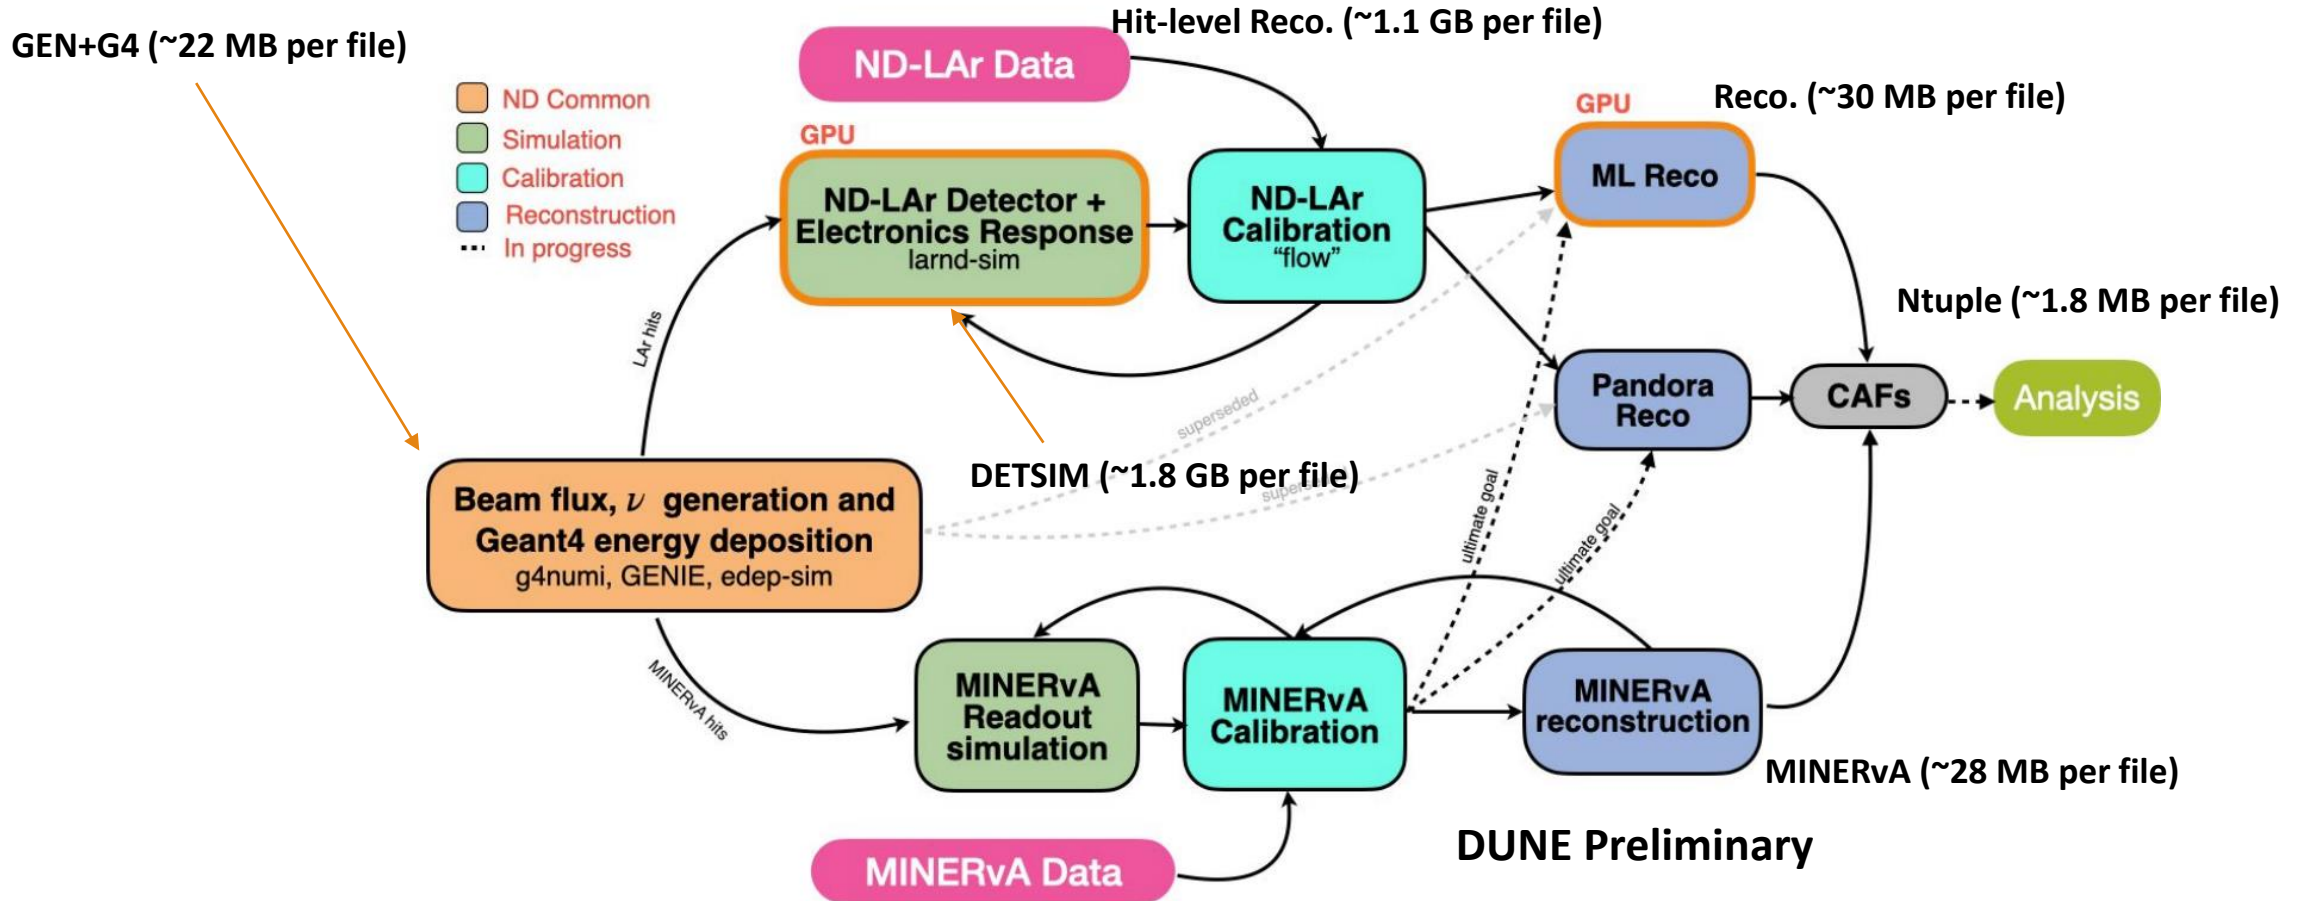 GEN+G4 (~22 MB per file)
Hit-level Reco. (~1.1 GB per file)
ND-LAr Data
ND Common
Simulation
Calibration
Reconstruction
In progress
GPU
ND-LAr Detector +
Electronics Response
larnd-sim
ND-LAr
Calibration
“flow”
GPU
Reco. (~30 MB per file)
ML Reco
Ntuple (~1.8 MB per file)
LAr hits
Pandora
Reco
CAFs
Analysis
superseded
DETSIM (~1.8 GB per file)
superseded
ultimate goal
ultimate goal
Beam flux, ν generation and
Geant4 energy deposition
g4numi, GENIE, edep-sim
MINERvA hits
MINERvA
Readout
simulation
MINERvA
Calibration
MINERvA
reconstruction
MINERvA (~28 MB per file)
DUNE Preliminary
MINERvA Data